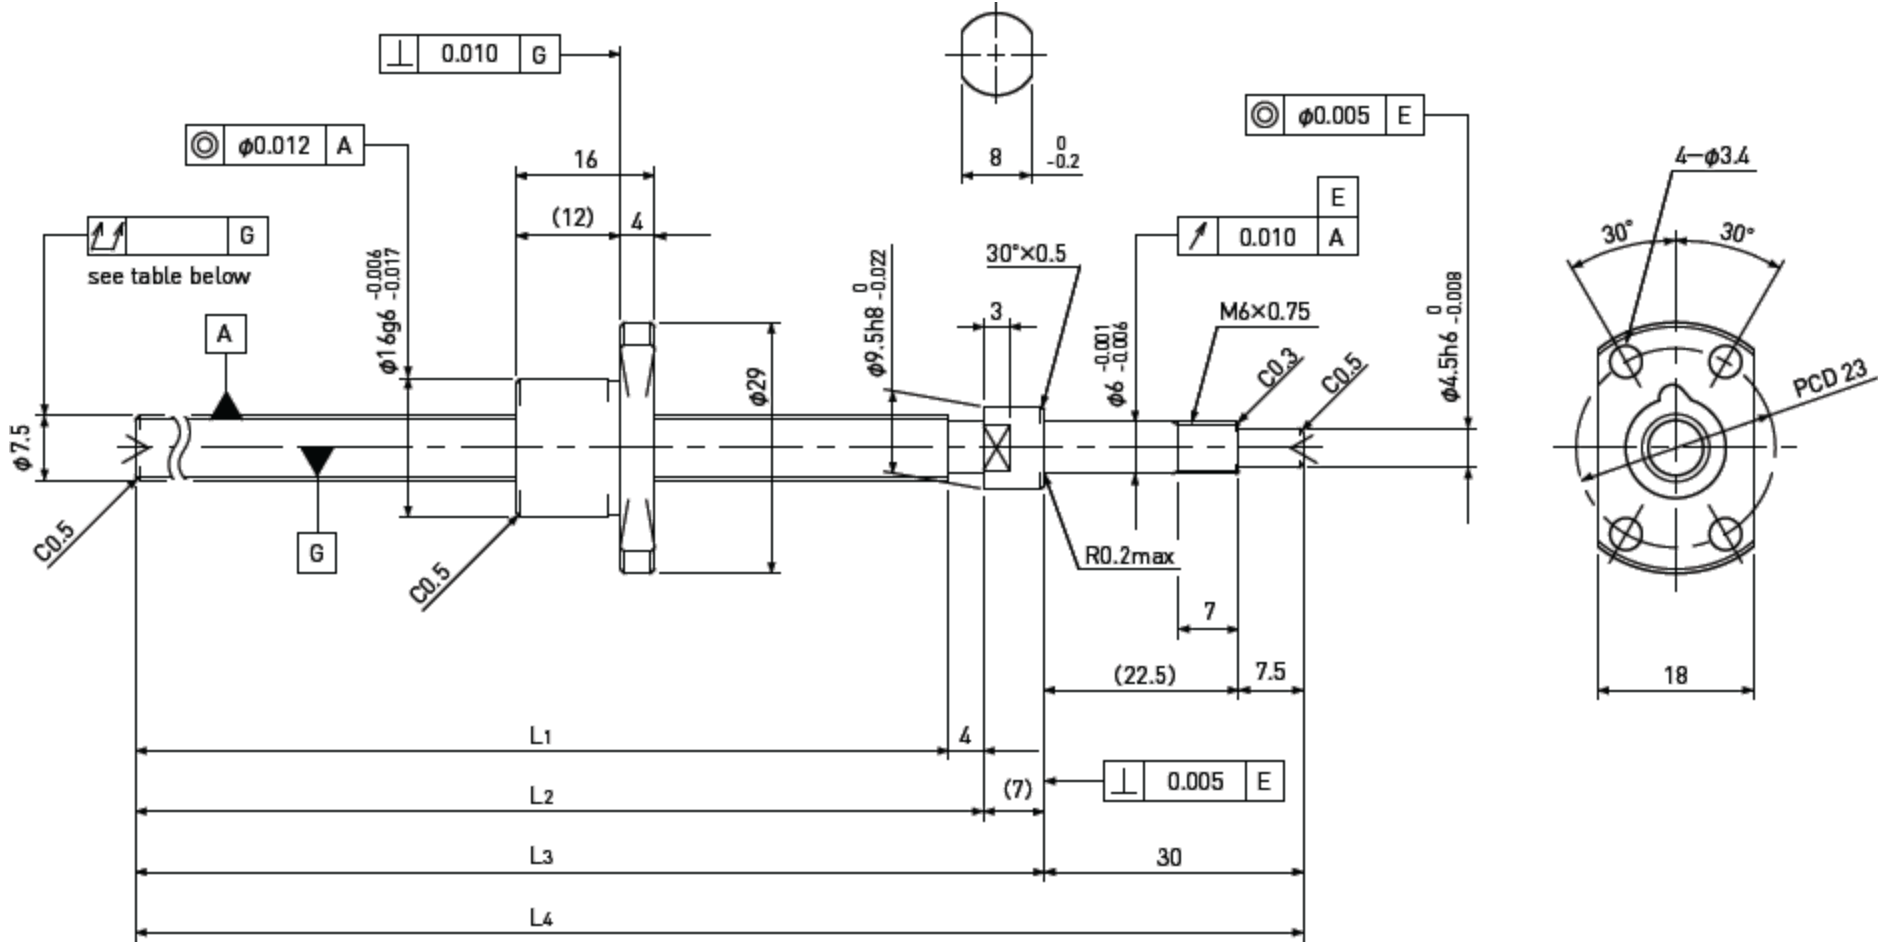 ⊥ 0.010 G
◎ ϕ0.012 A
16
(12)
4
G
see table below
A
ϕ16g6 -0.006 -0.017
ϕ29
ϕ7.5
C0.5
G
C0.5
8 0 -0.2
◎ ϕ0.005 E
E
0.010 A
30°×0.5
3
ϕ9.5h8 0 -0.022
ϕ6 -0.001 -0.006
M6×0.75
C0.3
C0.5
ϕ4.5h6 0 -0.008
R0.2max
7
(22.5)
7.5
L1
4
⊥ 0.005 E
L2
(7)
L3
30
L4
4−ϕ3.4
30°
30°
PCD 23
18